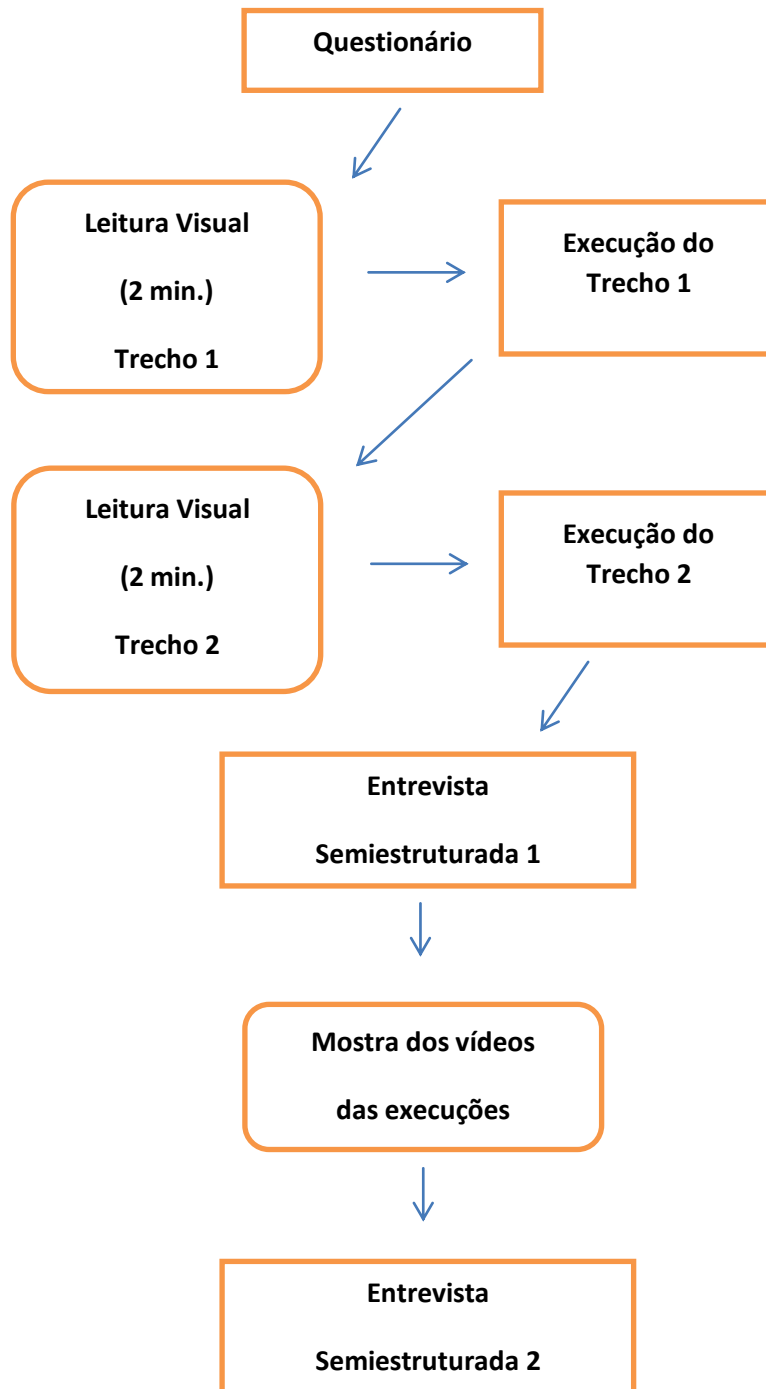 Questionário
Leitura Visual
(2 min.)
Trecho 1
Execução do
Trecho 1
Leitura Visual
(2 min.)
Trecho 2
Execução do
Trecho 2
Entrevista
Semiestruturada 1
Mostra dos vídeos
das execuções
Entrevista
Semiestruturada 2